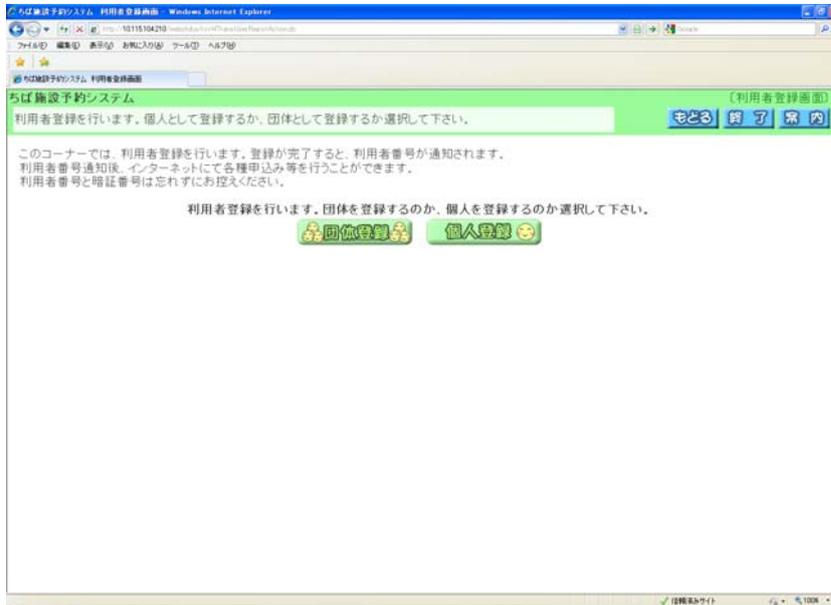 ちば施設予約システム 利用者登録画面 - Windows Internet Explorer
ファイル(F) 編集(E) 表示(V) お気に入り(A) ツール(T) ヘルプ(H)
ちば施設予約システム 利用者登録画面
ちば施設予約システム
〔利用者登録画面〕
利用者登録を行います。個人として登録するか、団体として登録するか選択して下さい。
もどる 終了 案内
このコーナーでは、利用者登録を行います。登録が完了すると、利用者番号が通知されます。
利用者番号通知後、インターネットにて各種申込み等を行うことができます。
利用者番号と暗証番号は忘れずにお控えください。
利用者登録を行います。団体を登録するのか、個人を登録するのか選択して下さい。
団体登録 個人登録
信頼済みサイト 100%